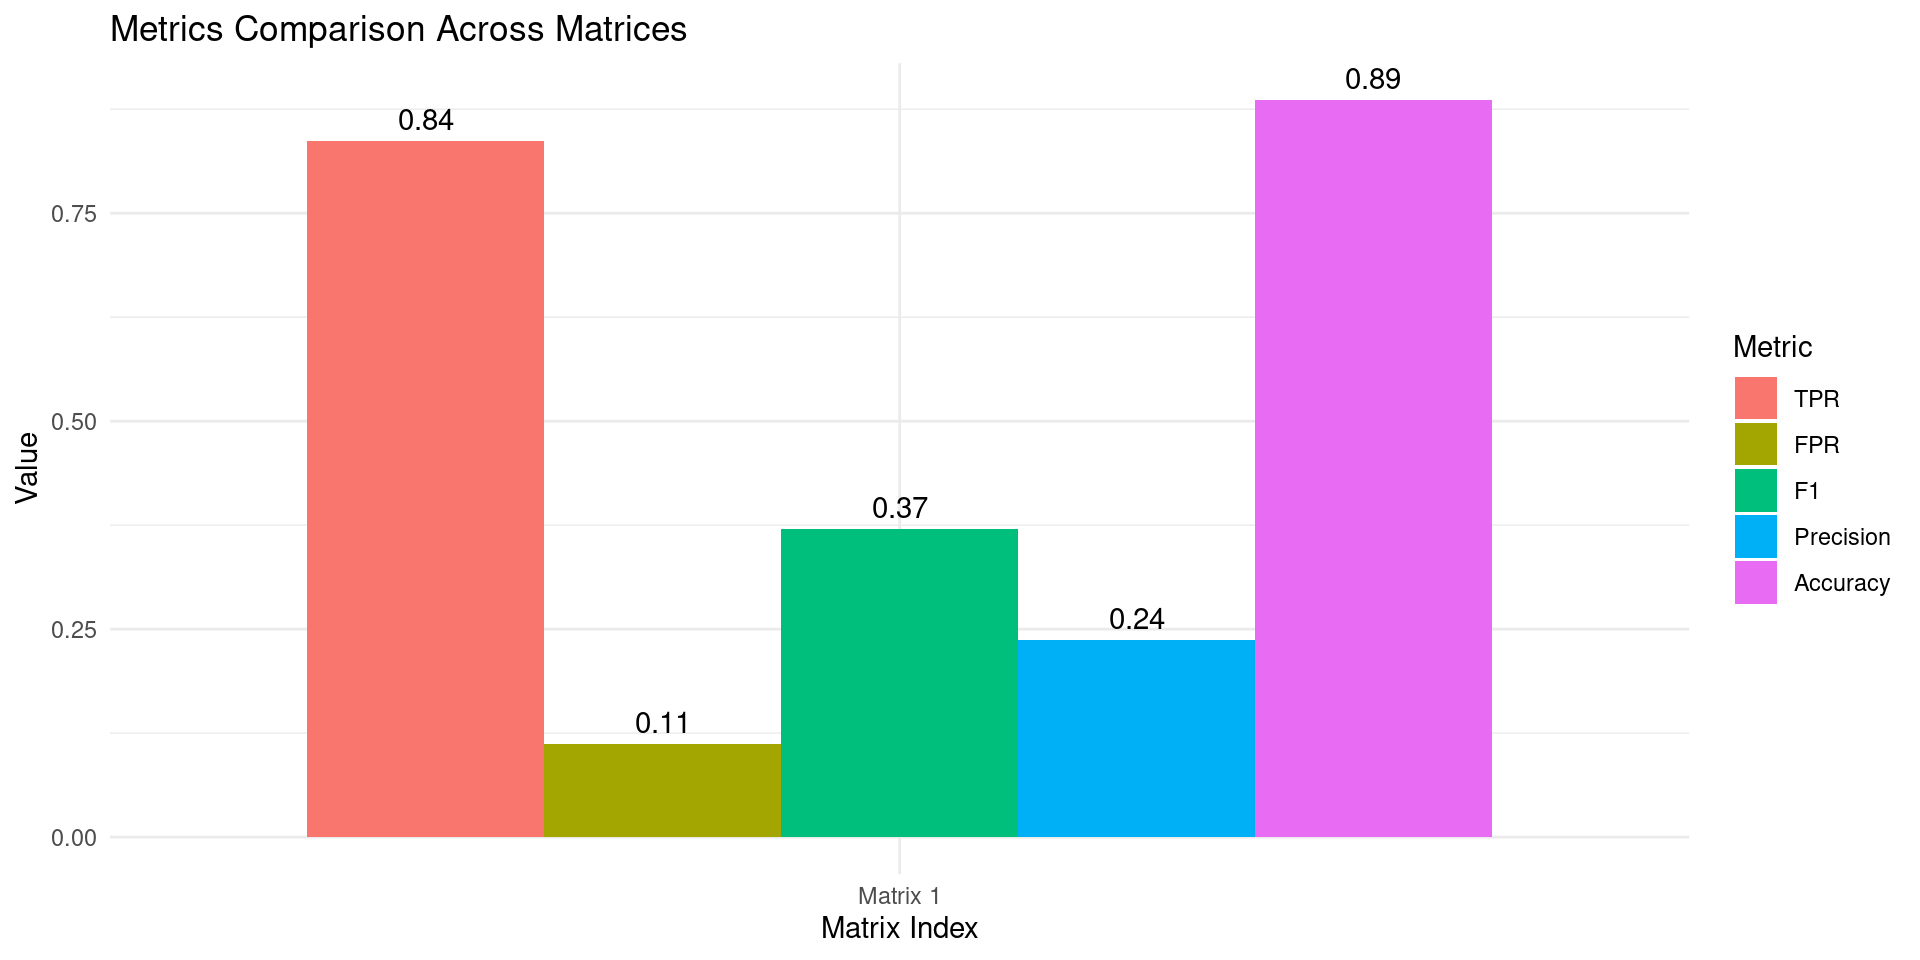 Metrics Comparison Across Matrices
0.84
0.11
0.37
0.24
0.89
0.75
0.50
0.25
0.00
Value
Matrix 1
Matrix Index
Metric
TPR
FPR
F1
Precision
Accuracy